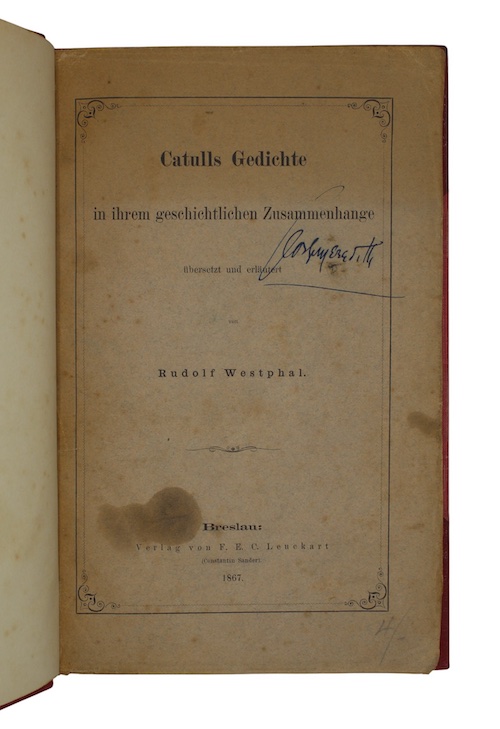 Catulls Gedichte
in ihrem geschichtlichen Zusammenhange
übersetzt und erläutert
von
Rudolf Westphal.
Breslau:
Verlag von F. E. C. Leuckart
(Constantin Sander).
1867.
4/-